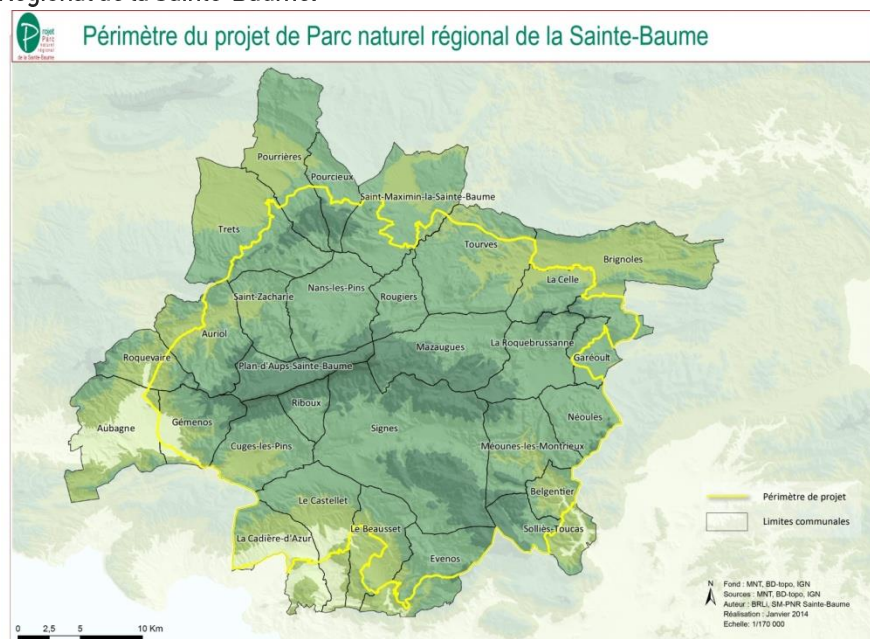 Régional de la Sainte-Baume.
Projet
Parc
naturel
régional
de la Sainte-Baume
Périmètre du projet de Parc naturel régional de la Sainte-Baume
Pourrières
Pourcieux
Saint-Maximin-la-Sainte-Baume
Trets
Tourves
Brignoles
La Celle
Nans-les-Pins
Saint-Zacharie
Rougiers
Auriol
Mazaugues
La Roquebrussanne
Roquevaire
Garéoult
Plan-d'Aups-Sainte-Baume
Riboux
Néoules
Aubagne
Gémenos
Signes
Cuges-les-Pins
Méounes-les-Montrieux
Belgentier
Le Castellet
Périmètre de projet
Le Beausset
Solliès-Toucas
Limites communales
La Cadière-d'Azur
Evenos
N
Fond : MNT, BD-topo, IGN
Sources : MNT, BD-topo, IGN
Auteur : BRLi, SM-PNR Sainte-Baume
Réalisation : Janvier 2014
Echelle: 1/170 000
0 2,5 5 10 Km